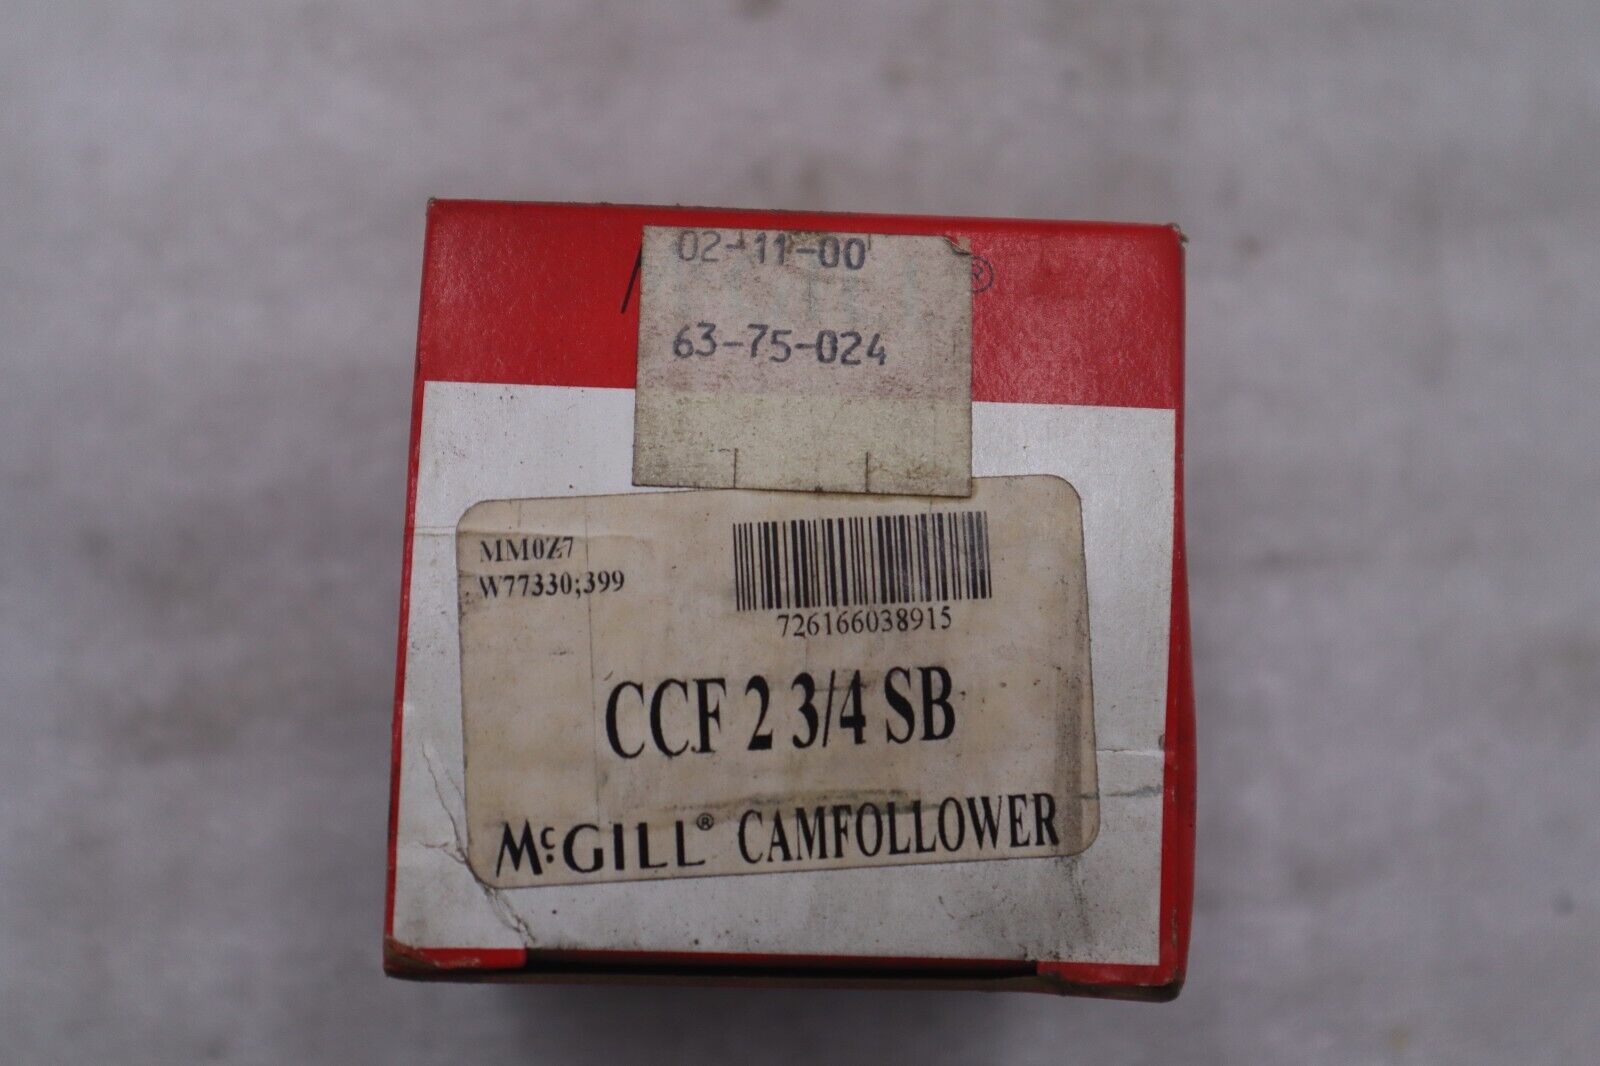 02-11-00
®
63-75-024
MM0Z7
W77330;399
726166038915
CCF 2 3/4 SB
McGILL® CAMFOLLOWER